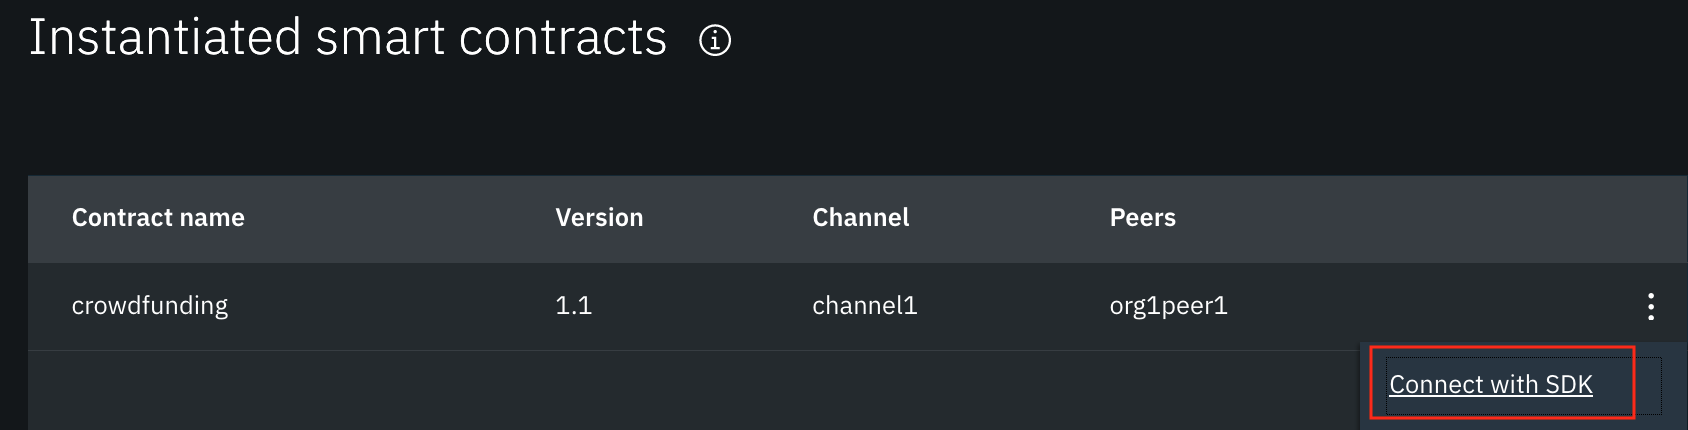 Instantiated smart contracts
Contract name Version Channel Peers
crowdfunding 1.1 channel1 org1peer1
Connect with SDK